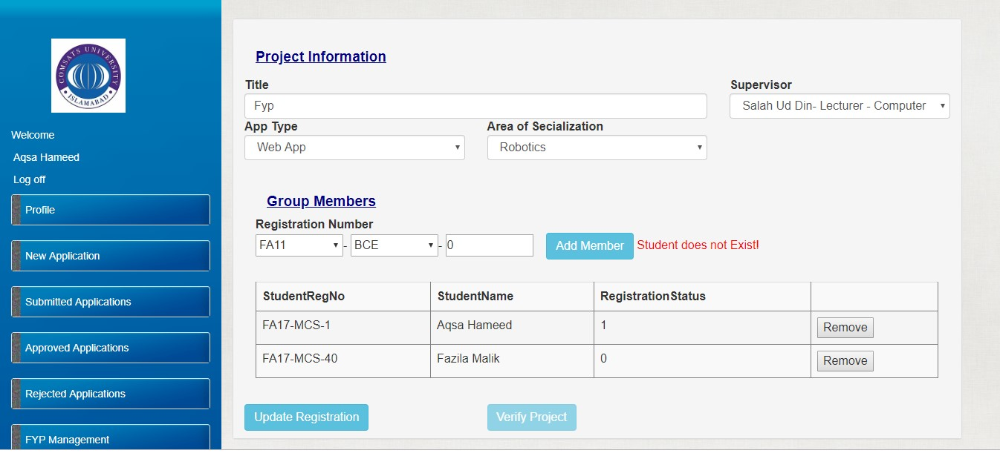 COMSATS UNIVERSITY
ISLAMABAD
Welcome
Aqsa Hameed
Log off
Profile
New Application
Submitted Applications
Approved Applications
Rejected Applications
FYP Management
Project Information
Title Supervisor
Fyp Salah Ud Din- Lecturer - Computer
App Type Area of Secialization
Web App Robotics
Group Members
Registration Number
FA11 - BCE - 0 Add Member Student does not Exist!
StudentRegNo StudentName RegistrationStatus
FA17-MCS-1 Aqsa Hameed 1 Remove
FA17-MCS-40 Fazila Malik 0 Remove
Update Registration Verify Project